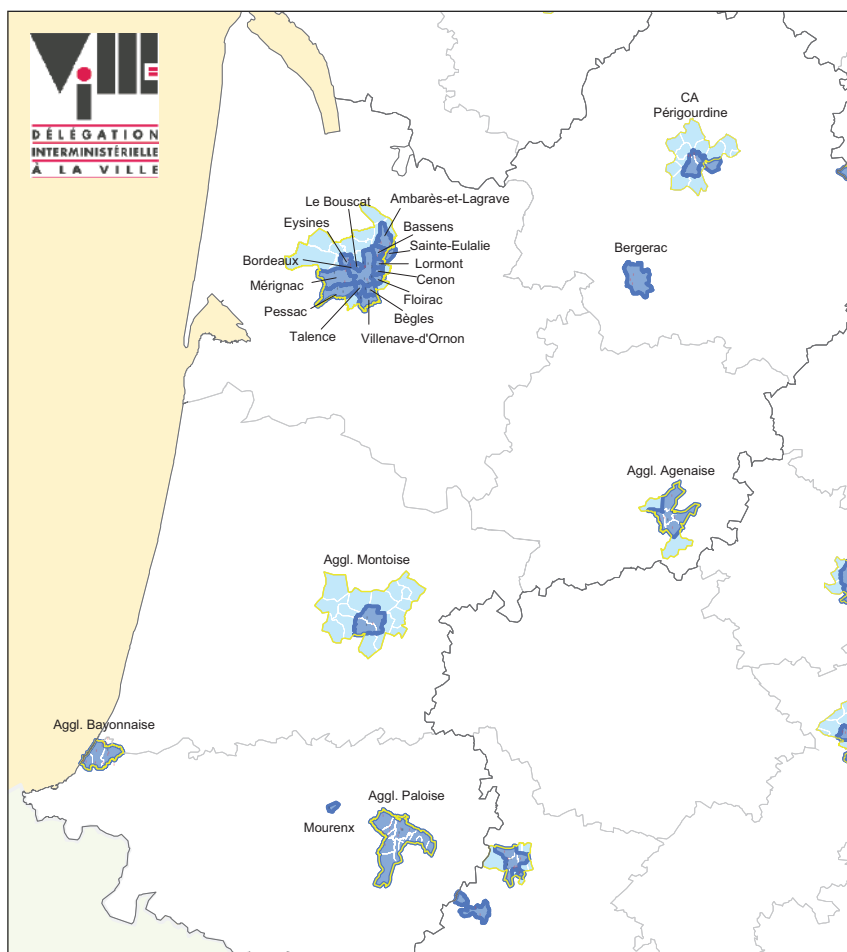 Ville
DÉLÉGATION
INTERMINISTÉRIELLE
À LA VILLE
CA
Périgourdine
Le Bouscat
Ambarès-et-Lagrave
Eysines
Bassens
Sainte-Eulalie
Bordeaux
Lormont
Cenon
Mérignac
Floirac
Pessac
Bègles
Talence
Villenave-d'Ornon
Bergerac
Aggl. Agenaise
Aggl. Montoise
Aggl. Bayonnaise
Aggl. Paloise
Mourenx